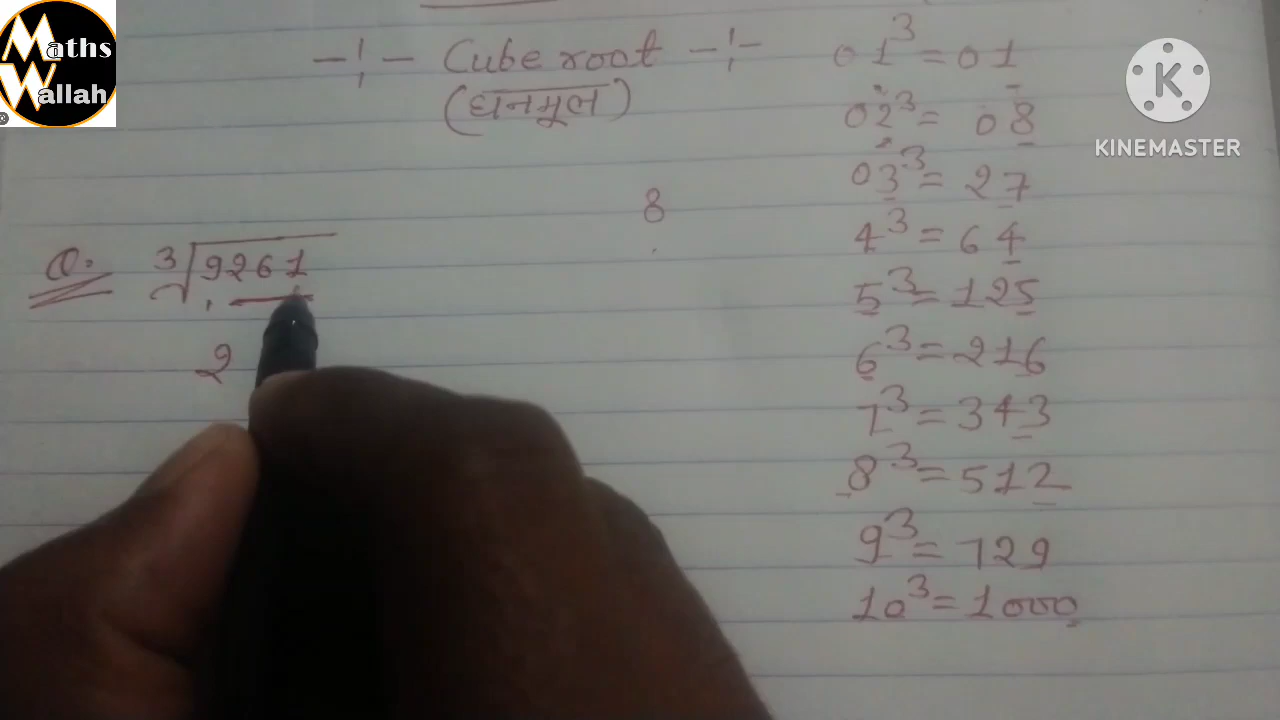 Maths
Wallah
-:- Cube root -:-
(घनमूल)
01³ = 01
02³ = 08
03³ = 27
4³ = 64
5³ = 125
6³ = 216
7³ = 343
8³ = 512
9³ = 729
10³ = 1000
K
KINEMASTER
8
Q. ³√9261
2